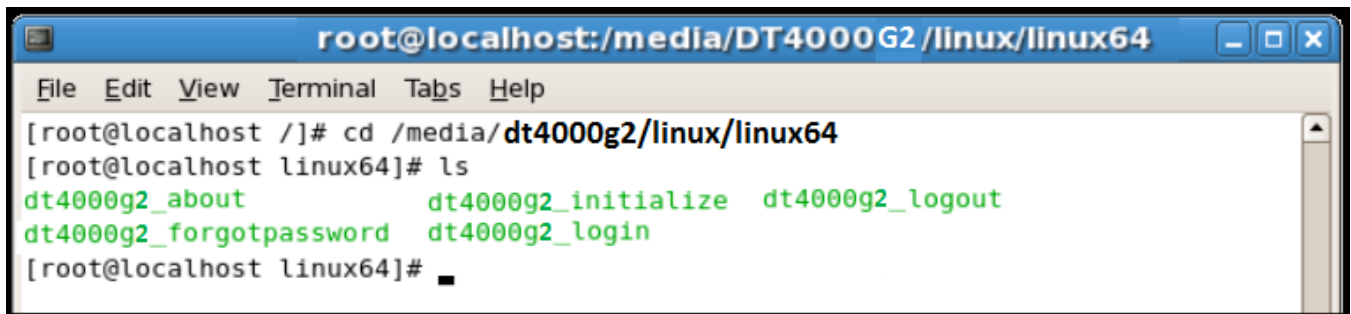 root@localhost:/media/DT4000G2/linux/linux64
File Edit View Terminal Tabs Help
[root@localhost /]# cd /media/dt4000g2/linux/linux64
[root@localhost linux64]# ls
dt4000g2_about dt4000g2_initialize dt4000g2_logout
dt4000g2_forgotpassword dt4000g2_login
[root@localhost linux64]#